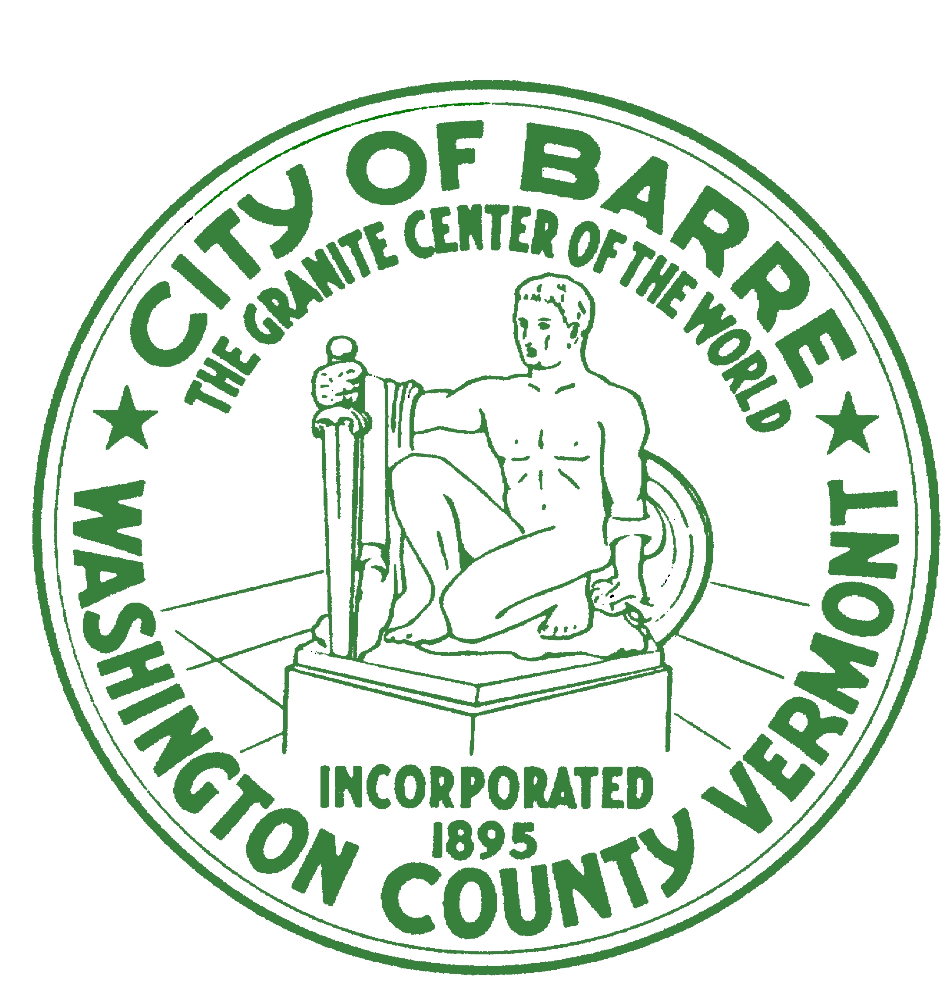 CITY OF BARRE
THE GRANITE CENTER OF THE WORLD
INCORPORATED
1895
WASHINGTON COUNTY VERMONT